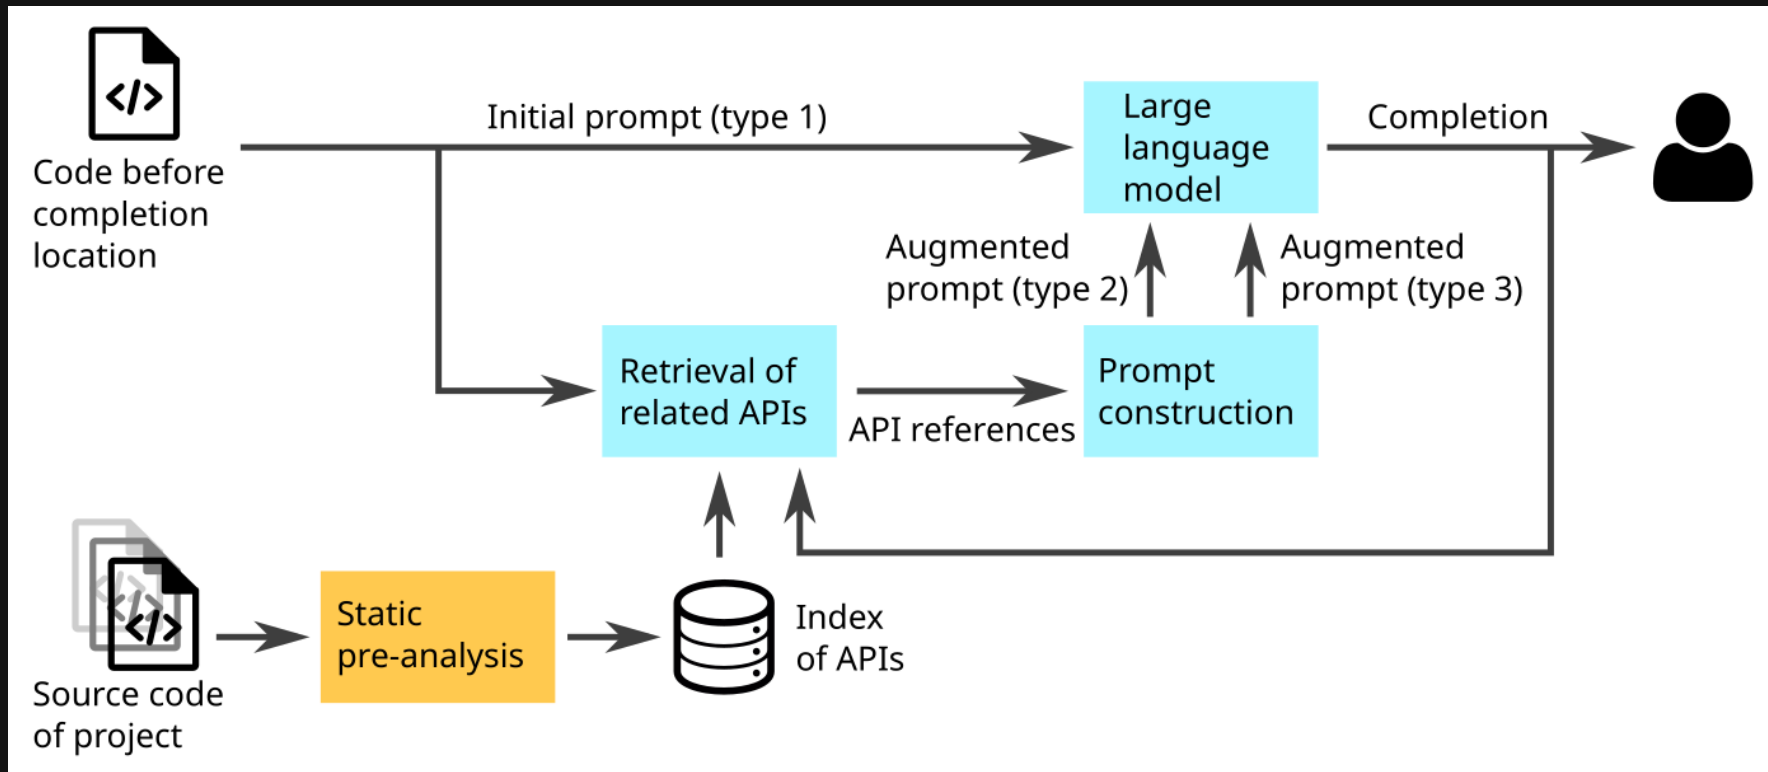 </>
Initial prompt (type 1)
Large
language
model
Completion
Code before
completion
location
Augmented
prompt (type 2)
Augmented
prompt (type 3)
Retrieval of
related APIs
API references
Prompt
construction
</>
Static
pre-analysis
Index
of APIs
Source code
of project